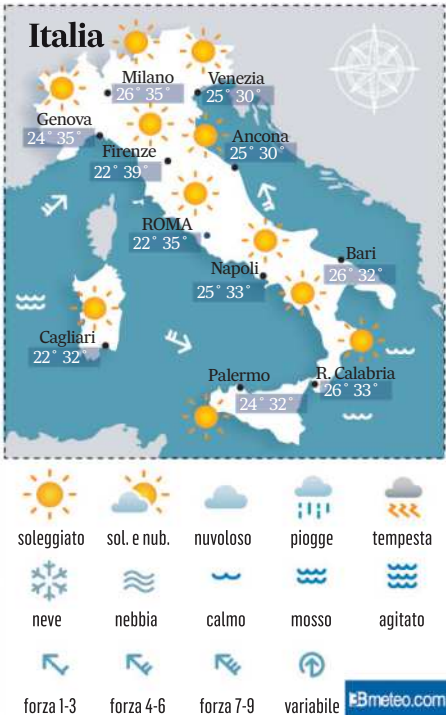 Italia
Milano
26° 35°
Venezia
25° 30°
Genova
24° 35°
Firenze
22° 39°
Ancona
25° 30°
ROMA
22° 35°
Napoli
25° 33°
Bari
26° 32°
Cagliari
22° 32°
Palermo
24° 32°
R. Calabria
26° 33°
soleggiato sol. e nub. nuvoloso piogge tempesta
neve nebbia calmo mosso agitato
forza 1-3 forza 4-6 forza 7-9 variabile
3Bmeteo.com